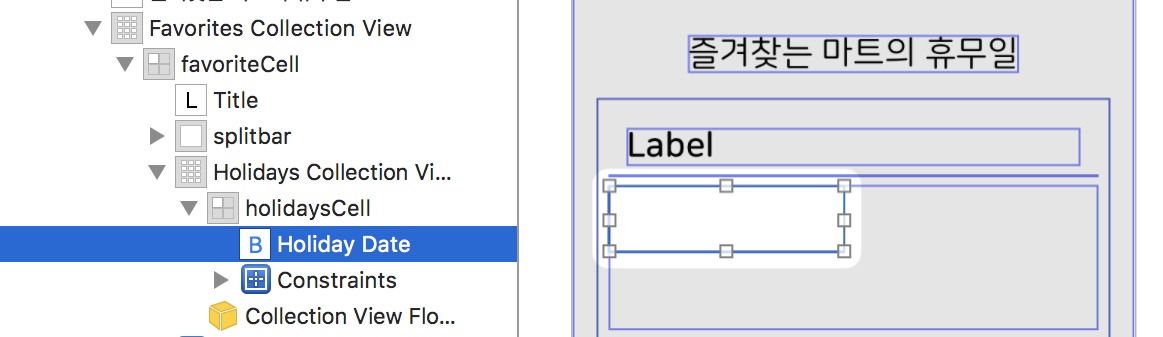 Favorites Collection View
favoriteCell
L Title
splitbar
Holidays Collection Vi...
holidaysCell
B Holiday Date
Constraints
Collection View Flo...
즐겨찾는 마트의 휴무일
Label